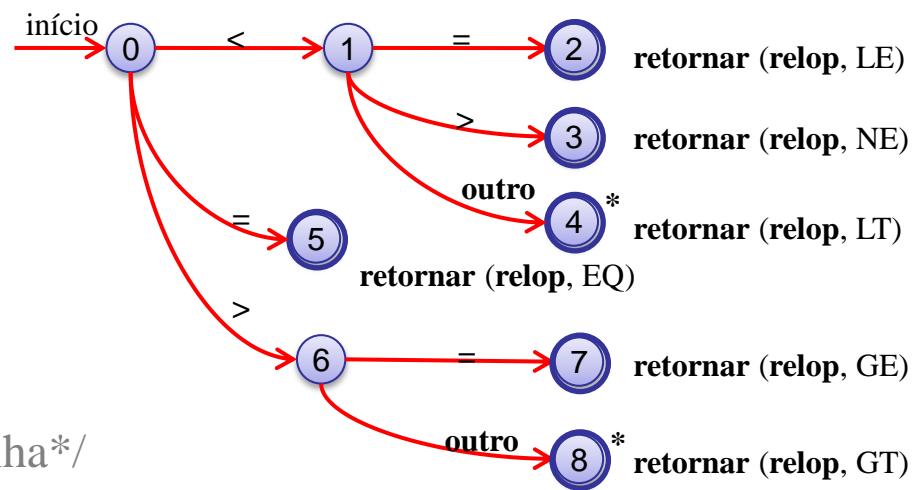 início
0 < 1 = 2 retornar (relop, LE)
> 3 retornar (relop, NE)
outro 4 * retornar (relop, LT)
= 5
retornar (relop, EQ)
>
6 = 7 retornar (relop, GE)
outro 8 * retornar (relop, GT)
ha*/